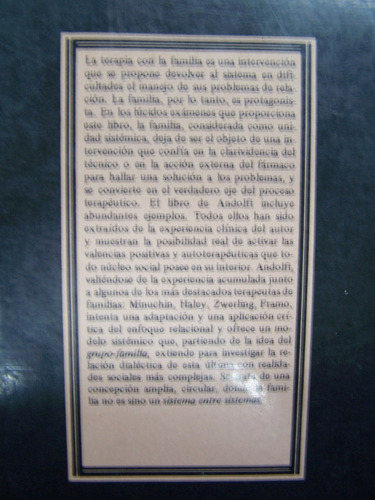 La terapia con la familia es una intervención
que se propone devolver al sistema en difi-
cultades el manejo de sus problemas de rela-
ción. La familia, por lo tanto, es protagonis-
ta. En los lúcidos exámenes que proporciona
este libro, la familia, considerada como uni-
dad sistémica, deja de ser el objeto de una in-
tervención que confía en la clarividencia del
técnico o en la acción externa del fármaco
para hallar una solución a los problemas, y
se convierte en el verdadero eje del proceso
terapéutico. El libro de Andolfi incluye
abundantes ejemplos. Todos ellos han sido
extraídos de la experiencia clínica del autor
y muestran la posibilidad real de activar las
valencias positivas y autoterapéuticas que to-
do núcleo social posee en su interior. Andolfi,
valiéndose de la experiencia acumulada junto
a algunos de los más destacados terapeutas de
familias: Minuchin, Haley, Zwerling, Framo,
intenta una adaptación y una aplicación crí-
tica del enfoque relacional y ofrece un mo-
delo sistémico que, partiendo de la idea del
grupo-familia, extiende para investigar la re-
lación dialéctica de esta última con realida-
des sociales más complejas. Se trata de una
concepción amplia, circular, donde la fami-
lia no es sino un sistema entre sistemas.